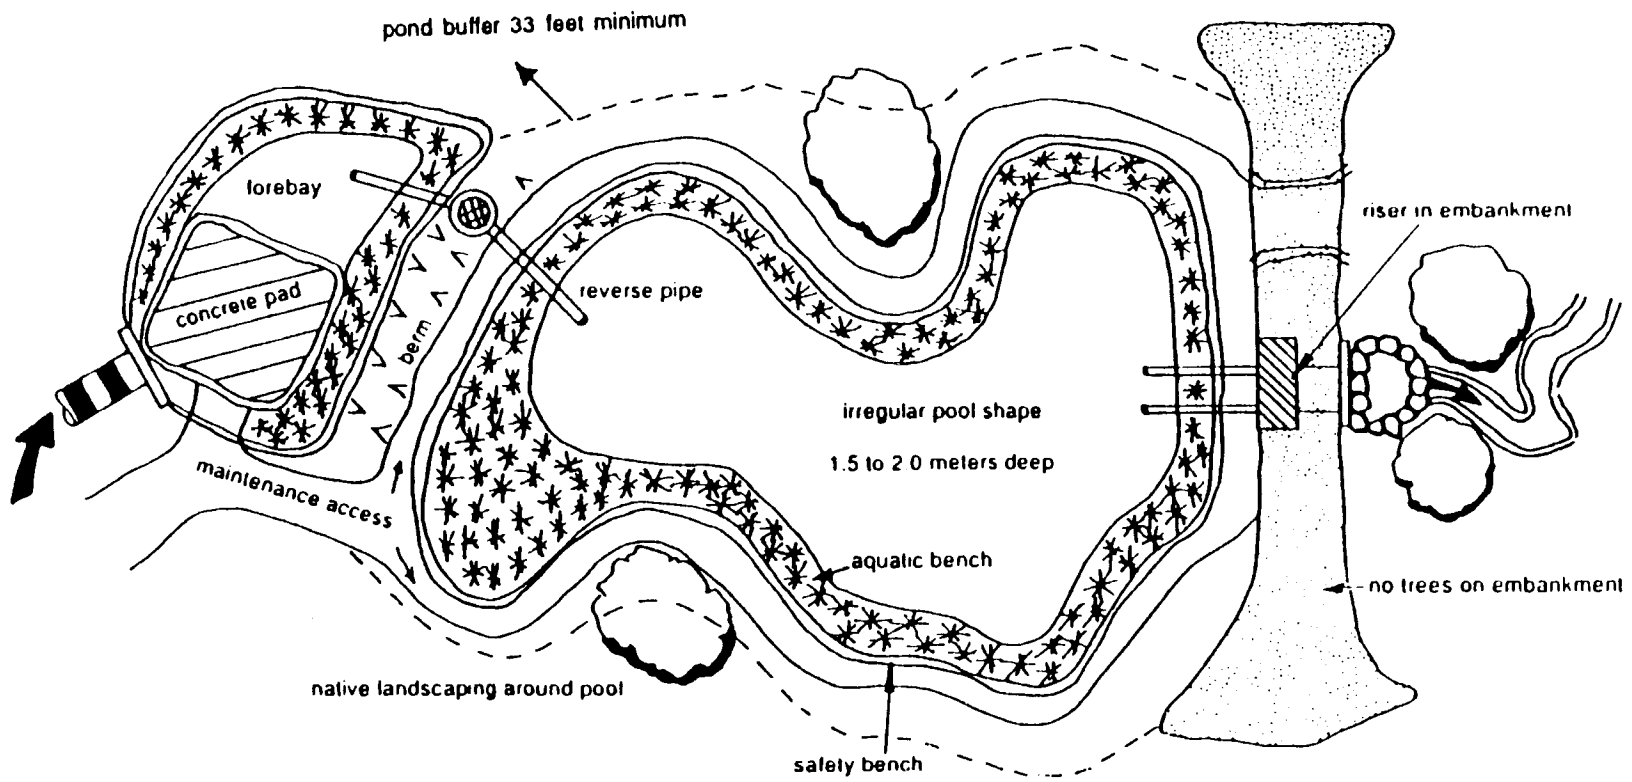 pond buffer 33 feet minimum
forebay
riser in embankment
concrete pad
reverse pipe
berm
irregular pool shape
1.5 to 2.0 meters deep
maintenance access
aquatic bench
no trees on embankment
native landscaping around pool
safety bench